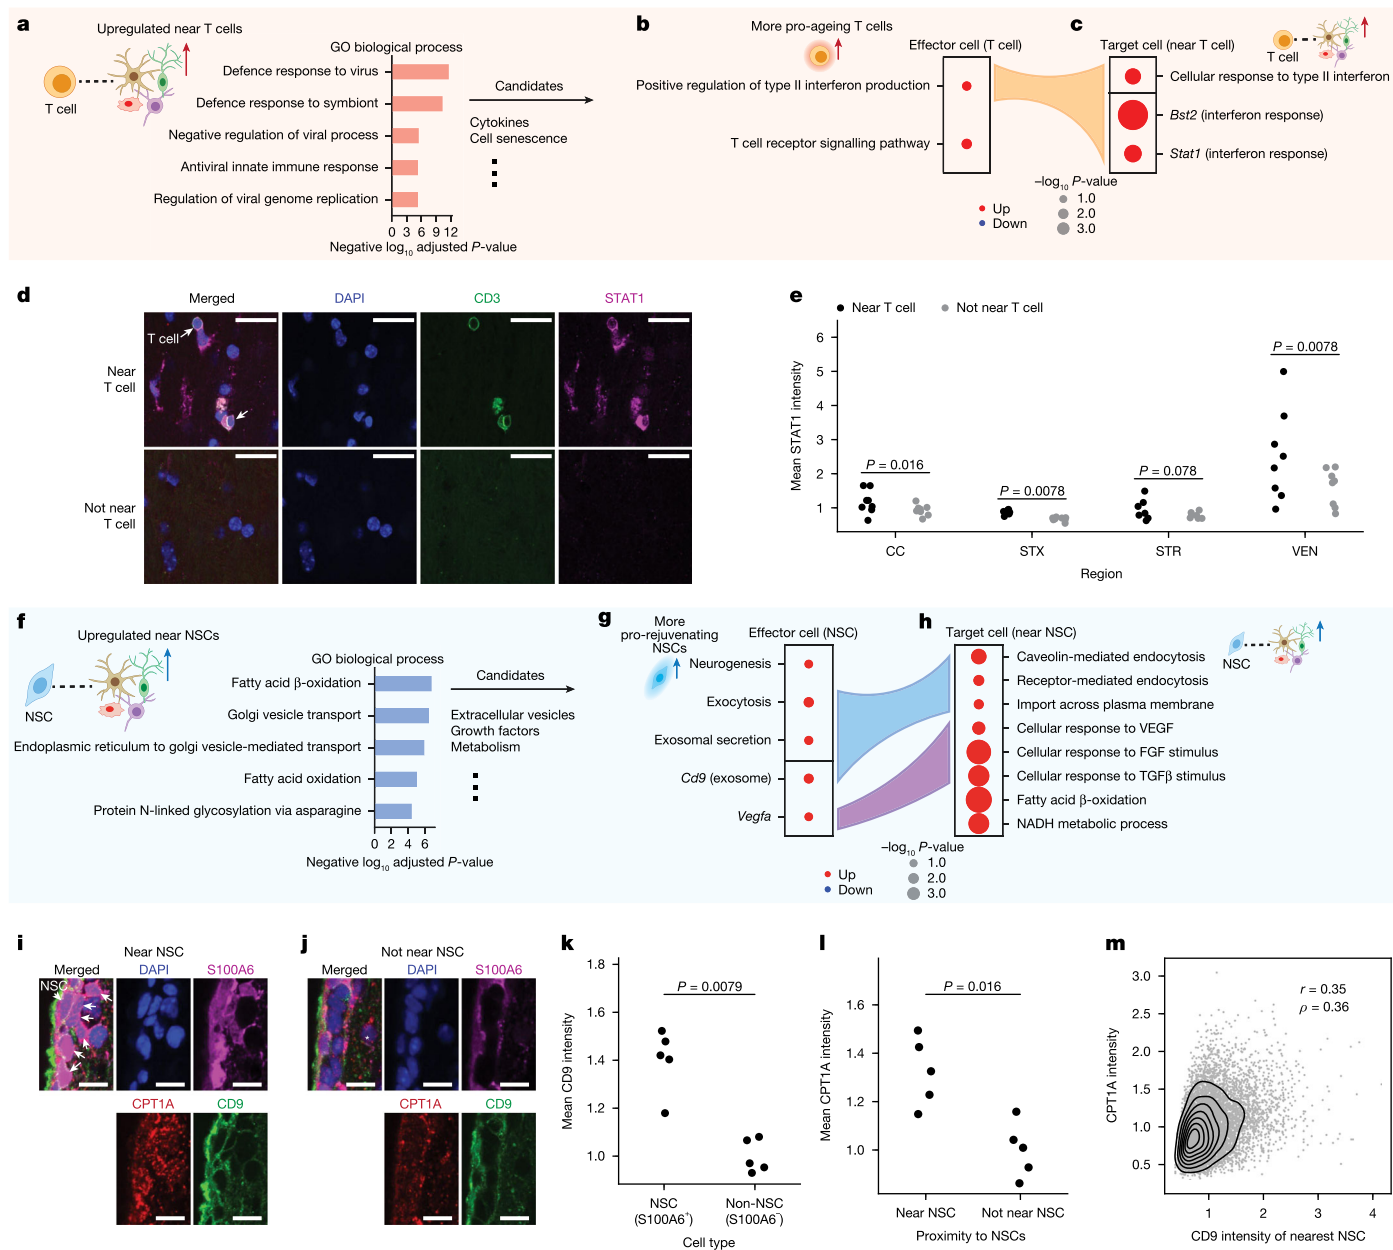 a
Upregulated near T cells
T cell
GO biological process
Defence response to virus
Defence response to symbiont
Negative regulation of viral process
Antiviral innate immune response
Regulation of viral genome replication
0 3 6 9 12
Negative log10 adjusted P-value
Candidates
Cytokines
Cell senescence
b
More pro-ageing T cells
Effector cell (T cell)
Positive regulation of type II interferon production
T cell receptor signalling pathway
c
Target cell (near T cell)
T cell
Cellular response to type II interferon
Bst2 (interferon response)
Stat1 (interferon response)
Up
Down
–log10 P-value
1.0
2.0
3.0
d
Merged DAPI CD3 STAT1
Near
T cell
T cell
Not near
T cell
e
Near T cell Not near T cell
Mean STAT1 intensity
6
5
4
3
2
1
P = 0.016
P = 0.0078
P = 0.078
P = 0.0078
CC STX STR VEN
Region
f
Upregulated near NSCs
NSC
GO biological process
Fatty acid β-oxidation
Golgi vesicle transport
Endoplasmic reticulum to golgi vesicle-mediated transport
Fatty acid oxidation
Protein N-linked glycosylation via asparagine
0 2 4 6
Negative log10 adjusted P-value
Candidates
Extracellular vesicles
Growth factors
Metabolism
g
More
pro-rejuvenating
NSCs
Effector cell (NSC)
Neurogenesis
Exocytosis
Exosomal secretion
Cd9 (exosome)
Vegfa
h
Target cell (near NSC)
NSC
Caveolin-mediated endocytosis
Receptor-mediated endocytosis
Import across plasma membrane
Cellular response to VEGF
Cellular response to FGF stimulus
Cellular response to TGFβ stimulus
Fatty acid β-oxidation
NADH metabolic process
Up
Down
–log10 P-value
1.0
2.0
3.0
i
Near NSC
Merged DAPI S100A6
NSC
CPT1A CD9
j
Not near NSC
Merged DAPI S100A6
*
CPT1A CD9
k
Mean CD9 intensity
1.8
1.6
1.4
1.2
1.0
P = 0.0079
NSC
(S100A6+)
Non-NSC
(S100A6–)
Cell type
l
Mean CPT1A intensity
1.6
1.4
1.2
1.0
P = 0.016
Near NSC Not near NSC
Proximity to NSCs
m
CPT1A intensity
3.0
2.5
2.0
1.5
1.0
0.5
r = 0.35
ρ = 0.36
1 2 3 4
CD9 intensity of nearest NSC